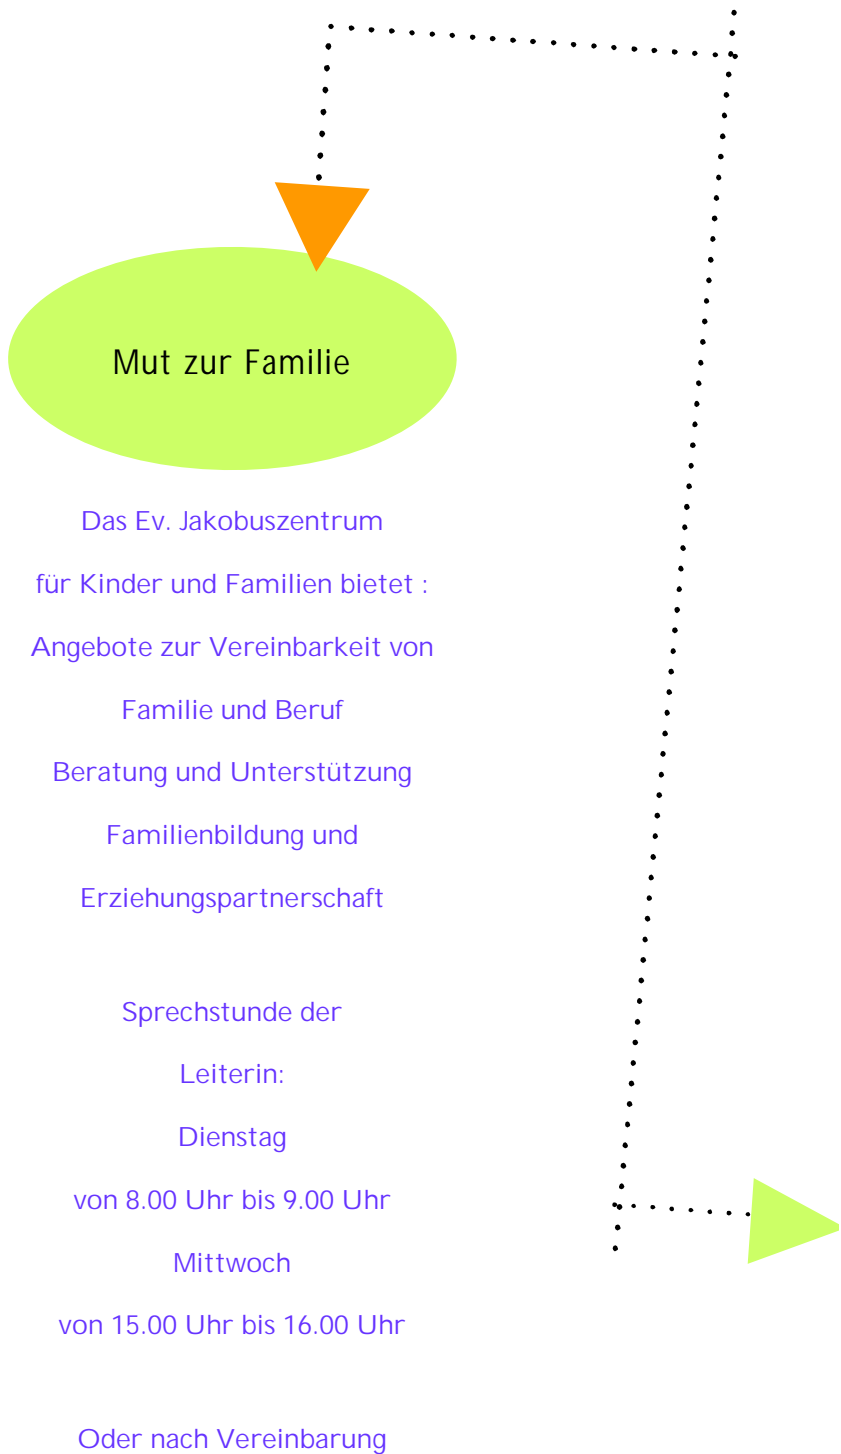 Mut zur Familie
Das Ev. Jakobuszentrum
für Kinder und Familien bietet :
Angebote zur Vereinbarkeit von
Familie und Beruf
Beratung und Unterstützung
Familienbildung und
Erziehungspartnerschaft
Sprechstunde der
Leiterin:
Dienstag
von 8.00 Uhr bis 9.00 Uhr
Mittwoch
von 15.00 Uhr bis 16.00 Uhr
Oder nach Vereinbarung